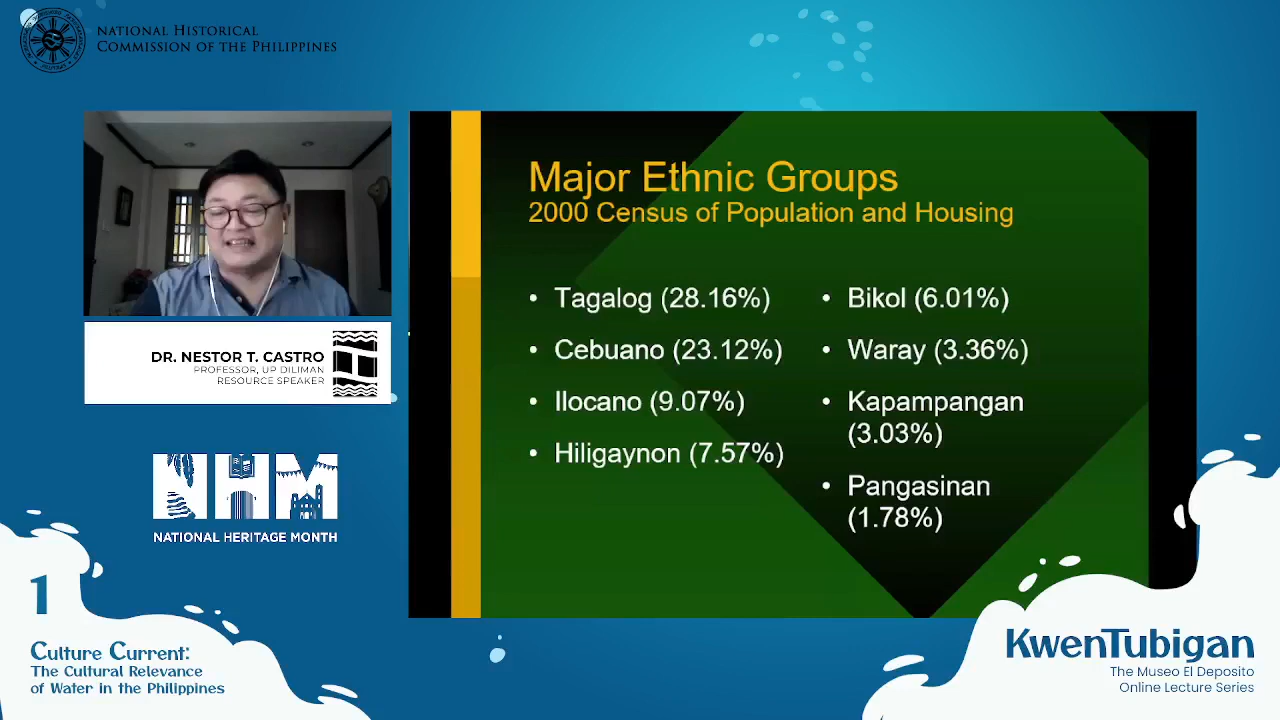 NATIONAL HISTORICAL
COMMISSION OF THE PHILIPPINES
Major Ethnic Groups
2000 Census of Population and Housing
• Tagalog (28.16%)
• Cebuano (23.12%)
• Ilocano (9.07%)
• Hiligaynon (7.57%)
• Bikol (6.01%)
• Waray (3.36%)
• Kapampangan
(3.03%)
• Pangasinan
(1.78%)
DR. NESTOR T. CASTRO
PROFESSOR, UP DILIMAN
RESOURCE SPEAKER
NHM
NATIONAL HERITAGE MONTH
1
Culture Current:
The Cultural Relevance
of Water in the Philippines
KwenTubigan
The Museo El Deposito
Online Lecture Series